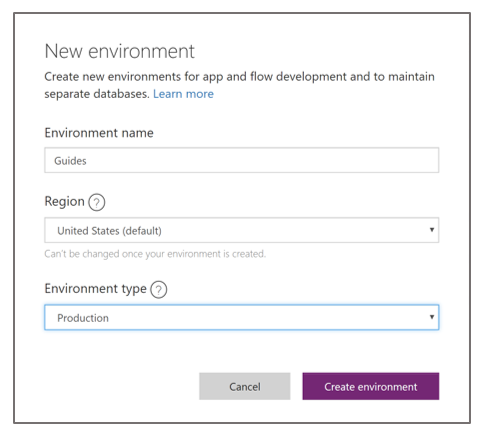 New environment
Create new environments for app and flow development and to maintain
separate databases. Learn more
Environment name
Guides
Region ?
United States (default)
Can't be changed once your environment is created.
Environment type ?
Production
Cancel
Create environment